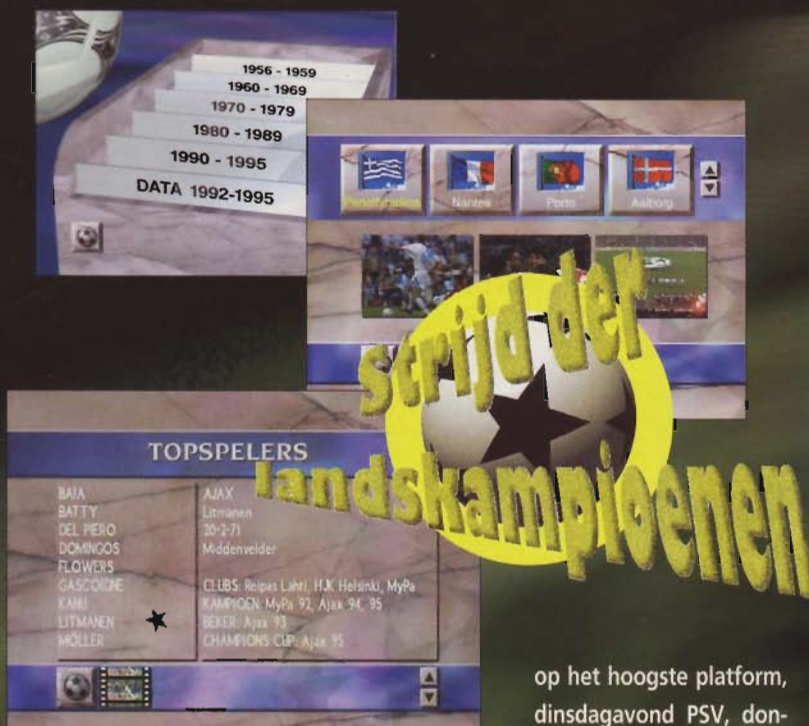 1956 - 1959
1960 - 1969
1970 - 1979
1980 - 1989
1990 - 1995
DATA 1992-1995
Panathinaikos
Nantes
Porto
Aalborg
strijd der
landskampioenen
TOPSPELERS
BAIA
BATTY
DEL PIERO
DOMINGOS
FLOWERS
GASCOIGNE
KANU
LITMANEN
MÖLLER
AJAX
Litmanen
20-2-71
Middenvelder
CLUBS: Reipas Lahti, HJK Helsinki, MyPa
KAMPIOEN: MyPa 92, Ajax 94, 95
BEKER: Ajax 93
CHAMPIONS CUP: Ajax 95
op het hoogste platform,
dinsdagavond PSV, don-